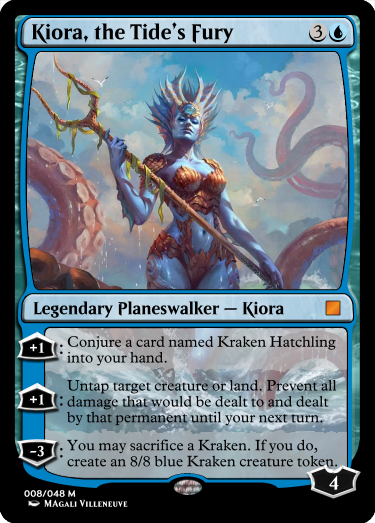 Kiora, the Tide's Fury 3
Legendary Planeswalker — Kiora
+1: Conjure a card named Kraken Hatchling
into your hand.
+1: Untap target creature or land. Prevent all
damage that would be dealt to and dealt
by that permanent until your next turn.
-3: You may sacrifice a Kraken. If you do,
create an 8/8 blue Kraken creature token.
4
008/048 M
MAgali Villeneuve